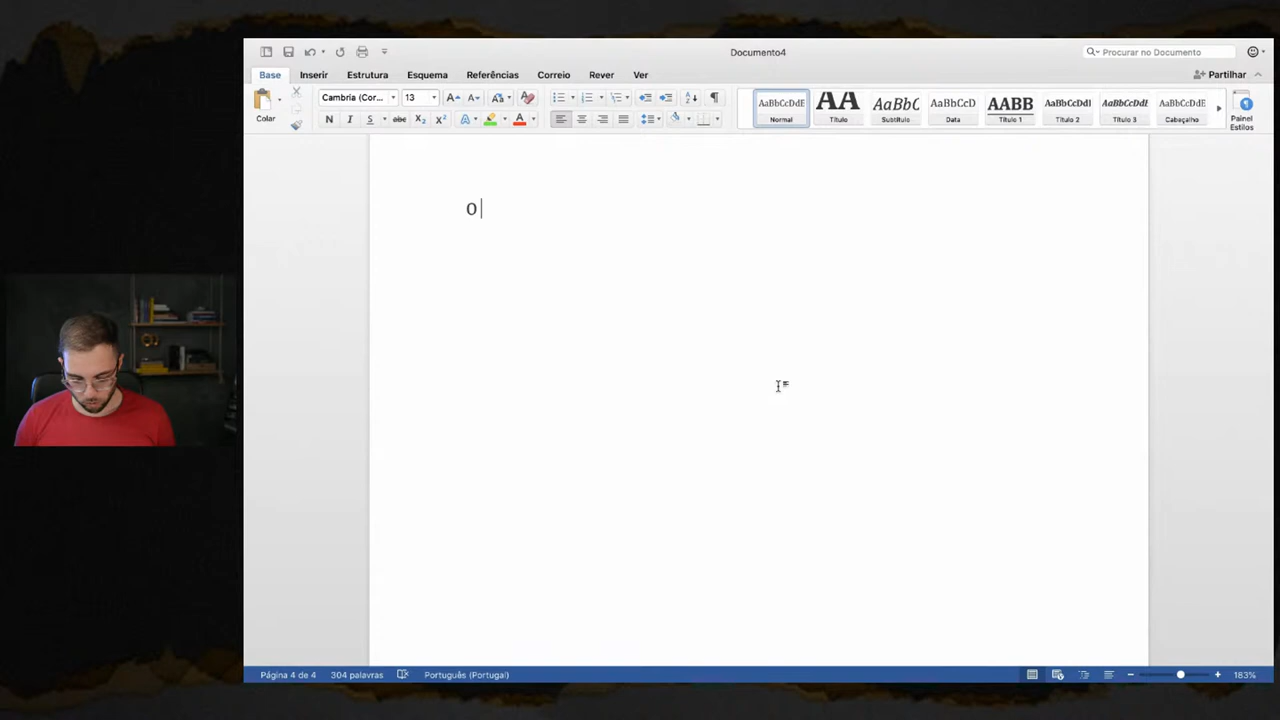 Documento4
Procurar no Documento
Base Inserir Estrutura Esquema Referências Correio Rever Ver
Partilhar
Colar
Cambria (Cor... 13
N I S abc X₂ X²
AaBbCcDdE AA AaBbC AaBbCcD AABB AaBbCcDdI AaBbCcDdI AaBbCcDdE
Normal Título Subtítulo Data Título 1 Título 2 Título 3 Cabeçalho
Painel
Estilos
O
Página 4 de 4 304 palavras Português (Portugal) 183%